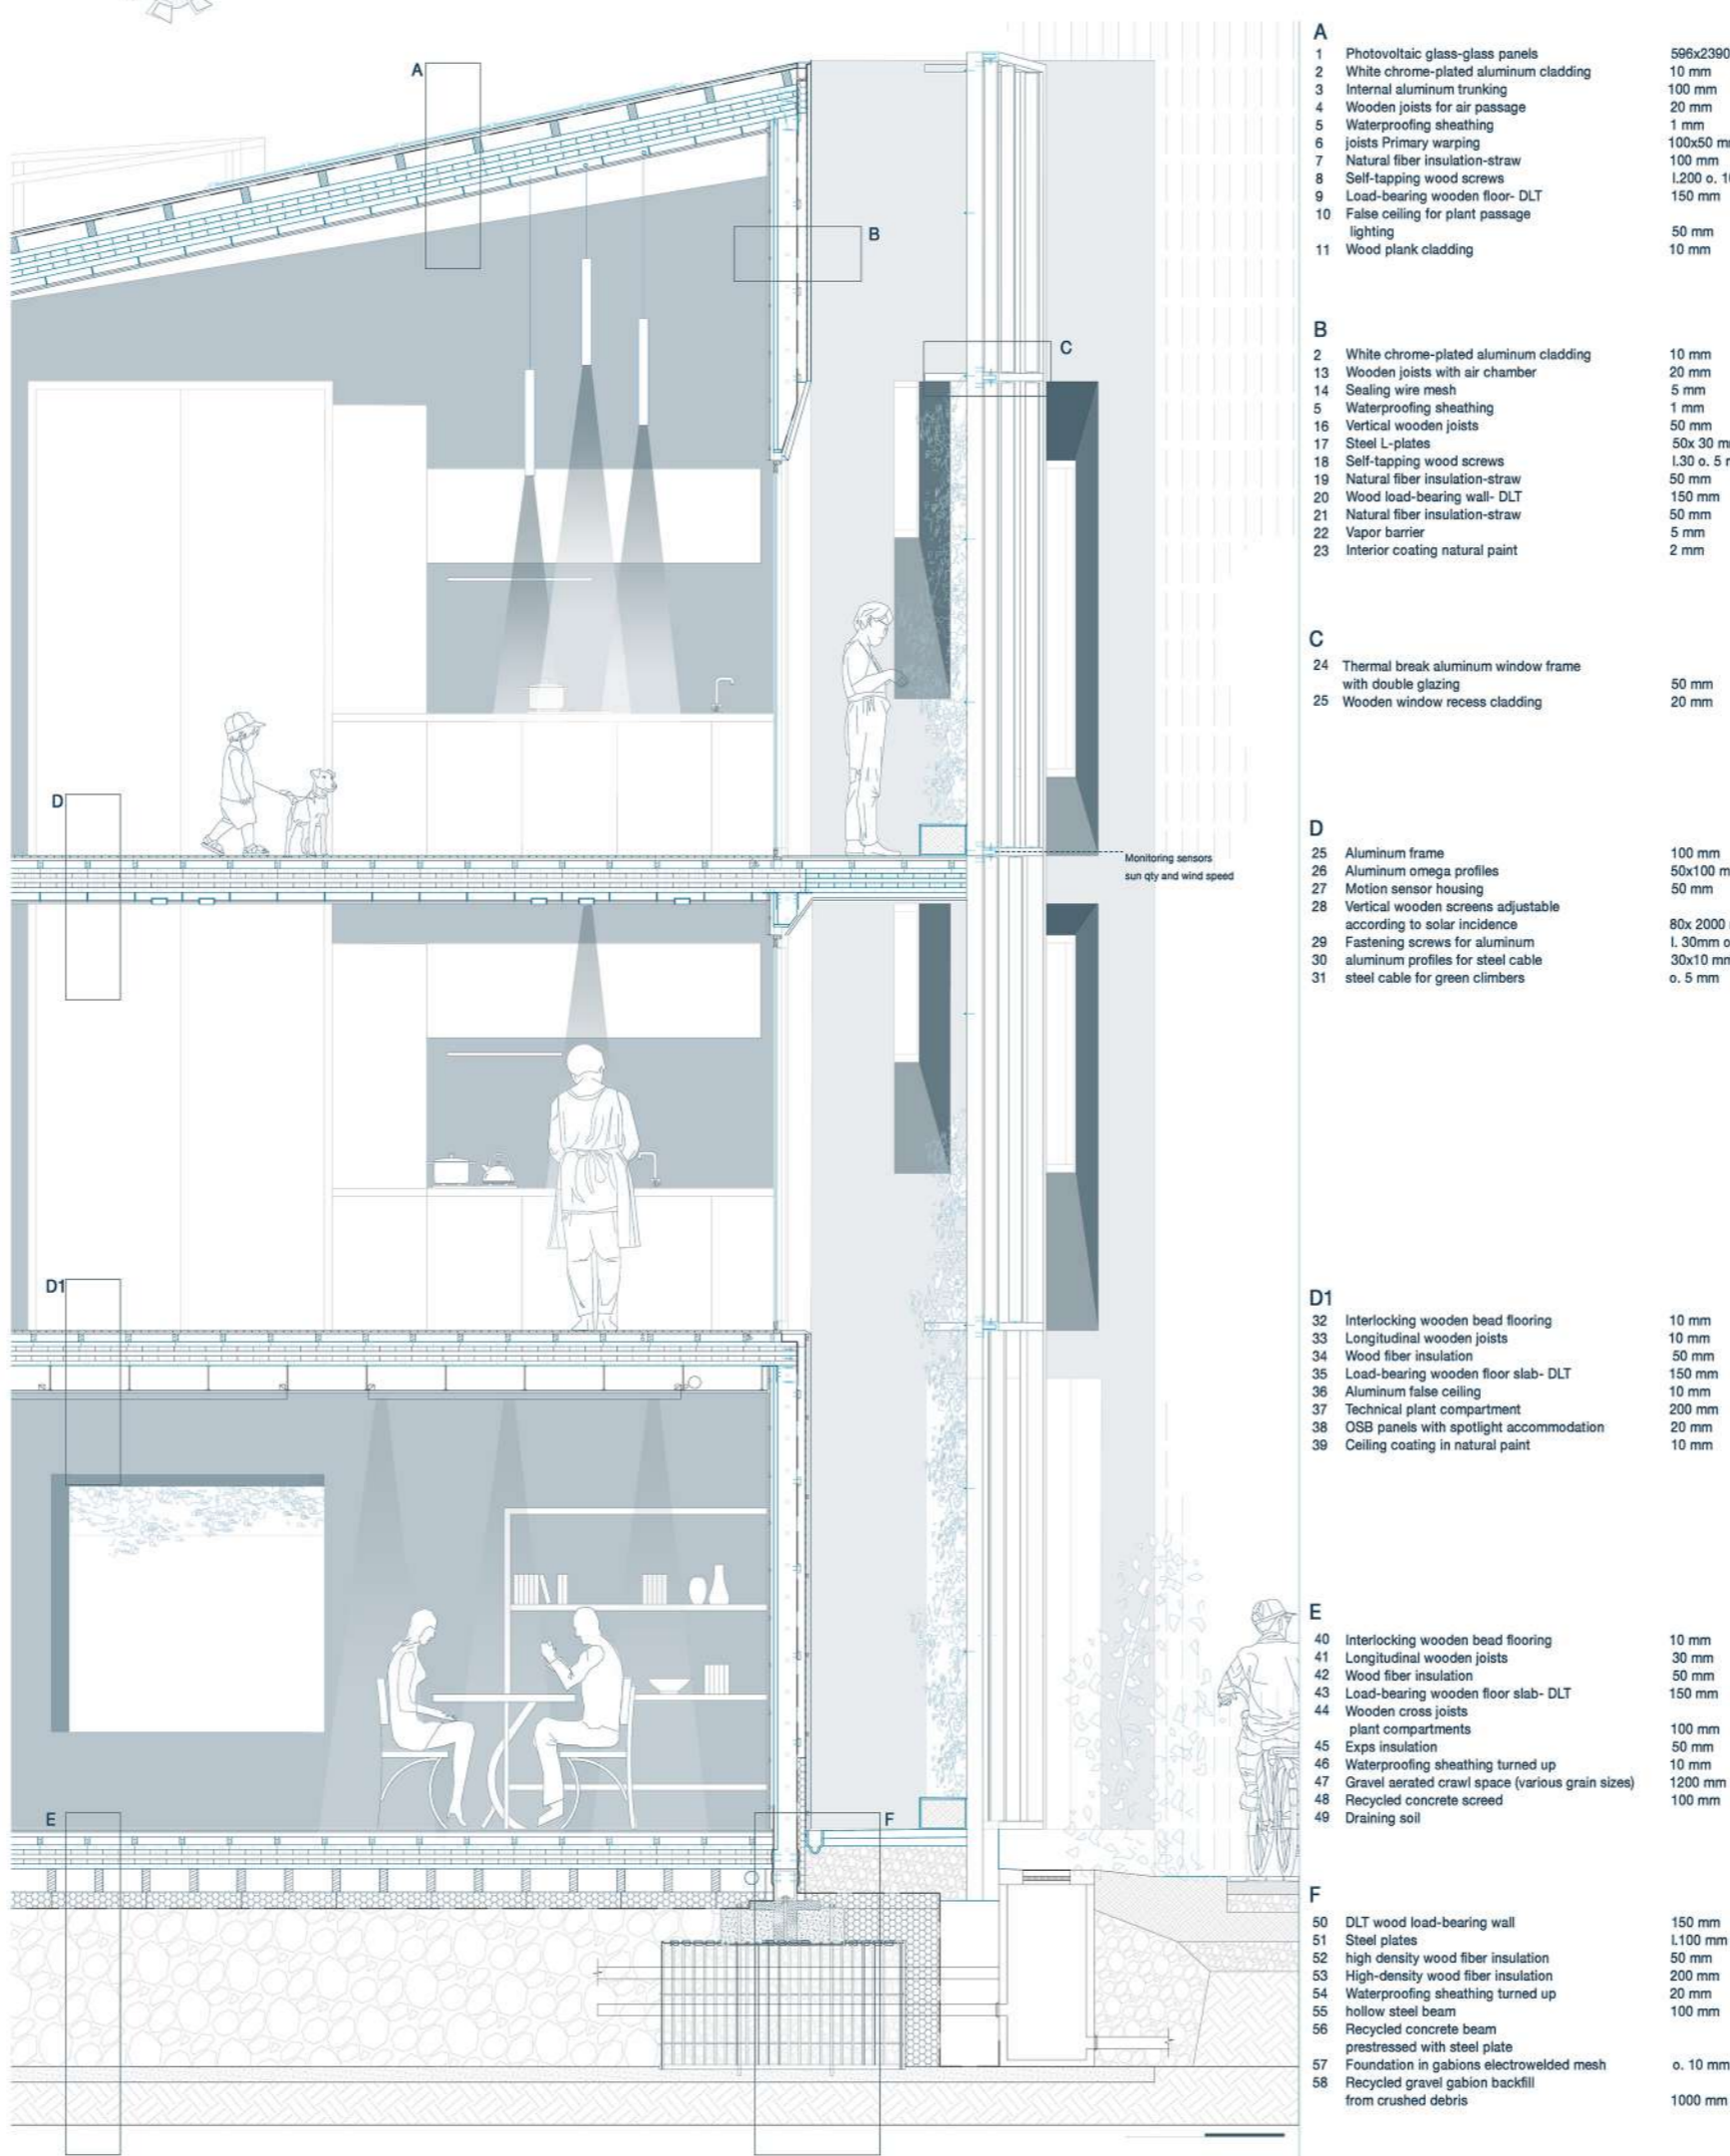 A
B
C
D
D1
E
F
Monitoring sensors
sun qty and wind speed
A
1 Photovoltaic glass-glass panels 596x2390
2 White chrome-plated aluminum cladding 10 mm
3 Internal aluminum trunking 100 mm
4 Wooden joists for air passage 20 mm
5 Waterproofing sheathing 1 mm
6 joists Primary warping 100x50
7 Natural fiber insulation-straw 100 mm
8 Self-tapping wood screws l.200 o.
9 Load-bearing wooden floor- DLT 150 mm
10 False ceiling for plant passage
lighting 50 mm
11 Wood plank cladding 10 mm
B
2 White chrome-plated aluminum cladding 10 mm
13 Wooden joists with air chamber 20 mm
14 Sealing wire mesh 5 mm
5 Waterproofing sheathing 1 mm
16 Vertical wooden joists 50 mm
17 Steel L-plates 50x 30
18 Self-tapping wood screws l.30 o. 5
19 Natural fiber insulation-straw 50 mm
20 Wood load-bearing wall- DLT 150 mm
21 Natural fiber insulation-straw 50 mm
22 Vapor barrier 5 mm
23 Interior coating natural paint 2 mm
C
24 Thermal break aluminum window frame
with double glazing 50 mm
25 Wooden window recess cladding 20 mm
D
25 Aluminum frame 100 mm
26 Aluminum omega profiles 50x100
27 Motion sensor housing 50 mm
28 Vertical wooden screens adjustable
according to solar incidence 80x 2000
29 Fastening screws for aluminum l. 30mm
30 aluminum profiles for steel cable 30x10
31 steel cable for green climbers o. 5 mm
D1
32 Interlocking wooden bead flooring 10 mm
33 Longitudinal wooden joists 10 mm
34 Wood fiber insulation 50 mm
35 Load-bearing wooden floor slab- DLT 150 mm
36 Aluminum false ceiling 10 mm
37 Technical plant compartment 200 mm
38 OSB panels with spotlight accommodation 20 mm
39 Ceiling coating in natural paint 10 mm
E
40 Interlocking wooden bead flooring 10 mm
41 Longitudinal wooden joists 30 mm
42 Wood fiber insulation 50 mm
43 Load-bearing wooden floor slab- DLT 150 mm
44 Wooden cross joists
plant compartments 100 mm
45 Exps insulation 50 mm
46 Waterproofing sheathing turned up 10 mm
47 Gravel aerated crawl space (various grain sizes) 1200 mm
48 Recycled concrete screed 100 mm
49 Draining soil
F
50 DLT wood load-bearing wall 150 mm
51 Steel plates l.100 mm
52 high density wood fiber insulation 50 mm
53 High-density wood fiber insulation 200 mm
54 Waterproofing sheathing turned up 20 mm
55 hollow steel beam 100 mm
56 Recycled concrete beam
prestressed with steel plate
57 Foundation in gabions electrowelded mesh o. 10 mm
58 Recycled gravel gabion backfill
from crushed debris 1000 mm